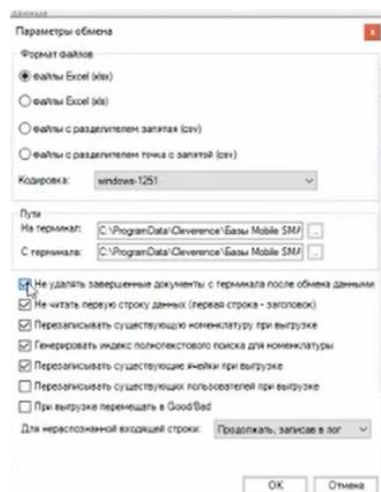 данными
Параметры обмена
Формат файлов
Файлы Excel (xlsx)
Файлы Excel (xls)
Файлы с разделителем запятая (csv)
Файлы с разделителем точка с запятой (csv)
Кодировка: windows-1251
Пути
На терминал: C:\ProgramData\Cleverence\Базы Mobile SMA ...
С терминала: C:\ProgramData\Cleverence\Базы Mobile SMA ...
Не удалять завершенные документы с терминала после обмена данными
Не читать первую строку данных (первая строка - заголовок)
Перезаписывать существующую номенклатуру при выгрузке
Генерировать индекс полнотекстового поиска для номенклатуры
Перезаписывать существующие ячейки при выгрузке
Перезаписывать существующих пользователей при выгрузке
При выгрузке перемещать в Good/Bad
Для нераспознанной входящей строки: Продолжать, записав в лог
OK Отмена